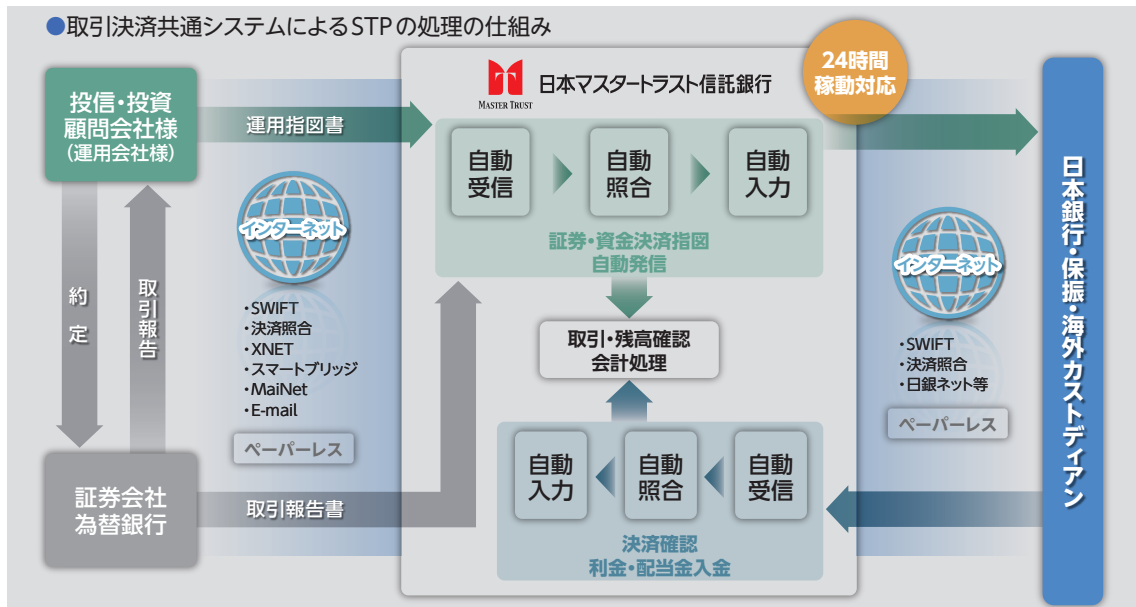 ●取引決済共通システムによるSTPの処理の仕組み
投信・投資
顧問会社様
（運用会社様）
運用指図書
約定
取引報告
証券会社
為替銀行
取引報告書
インターネット
・SWIFT
・決済照合
・XNET
・スマートブリッジ
・MaiNet
・E-mail
ペーパーレス
MASTER TRUST
日本マスタートラスト信託銀行
24時間
稼動対応
自動
受信
自動
照合
自動
入力
証券・資金決済指図
自動発信
取引・残高確認
会計処理
自動
入力
自動
照合
自動
受信
決済確認
利金・配当金入金
インターネット
・SWIFT
・決済照合
・日銀ネット等
ペーパーレス
日本銀行・保振・海外カストディアン